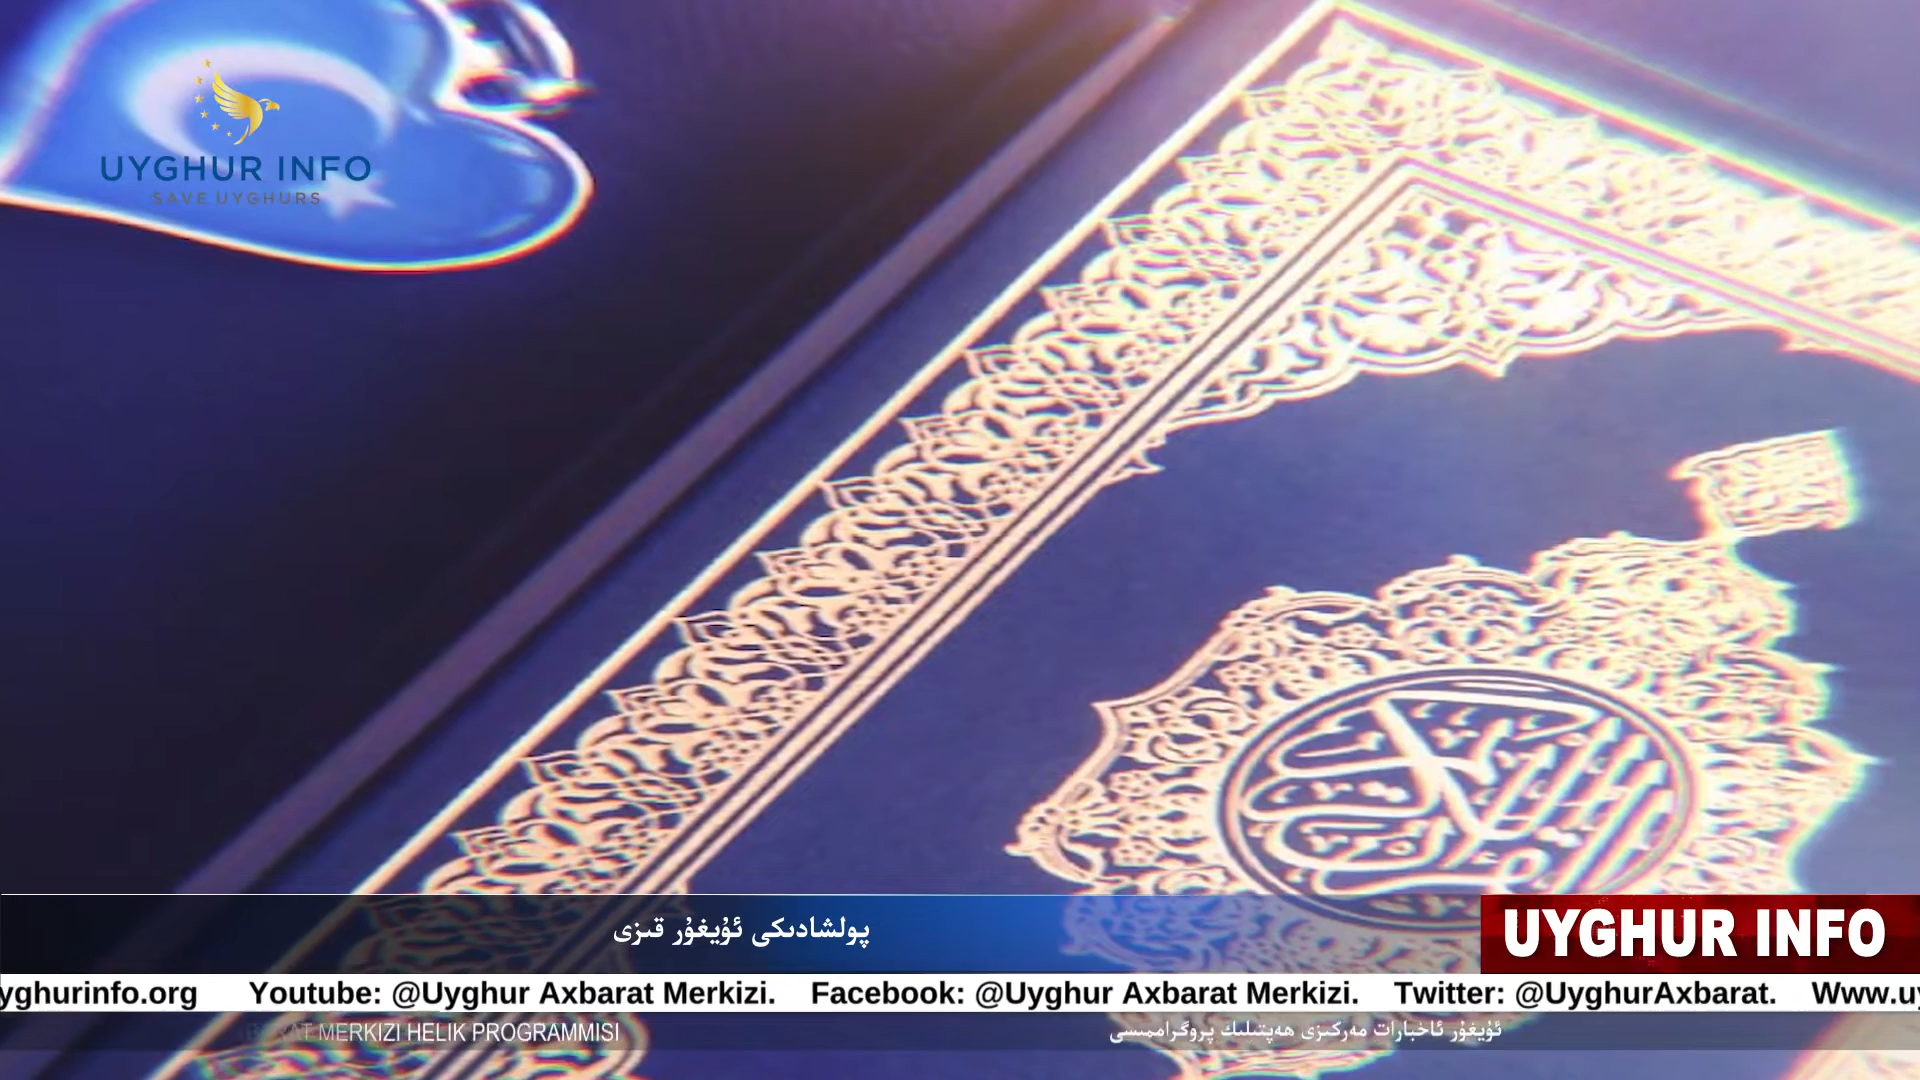 UYGHUR INFO
SAVE UYGHURS
پولشادىكى ئۇيغۇر قىزى
UYGHUR INFO
yghurinfo.org Youtube: @Uyghur Axbarat Merkizi. Facebook: @Uyghur Axbarat Merkizi. Twitter: @UyghurAxbarat. Www.uy
MERKIZI HELIK PROGRAMMISI
ئۇيغۇر ئاخبارات مەركىزى ھەپتىلىك پروگراممىسى